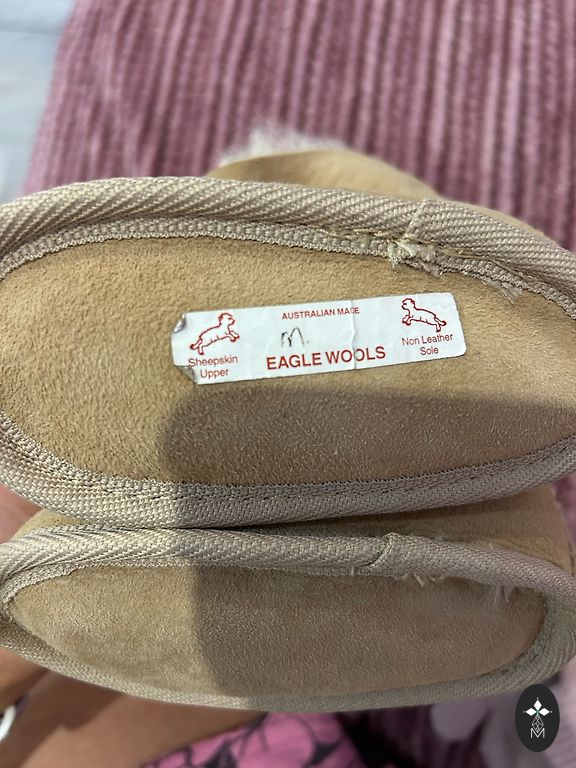 AUSTRALIAN MADE
m.
EAGLE WOOLS
Sheepskin
Upper
Non Leather
Sole
M